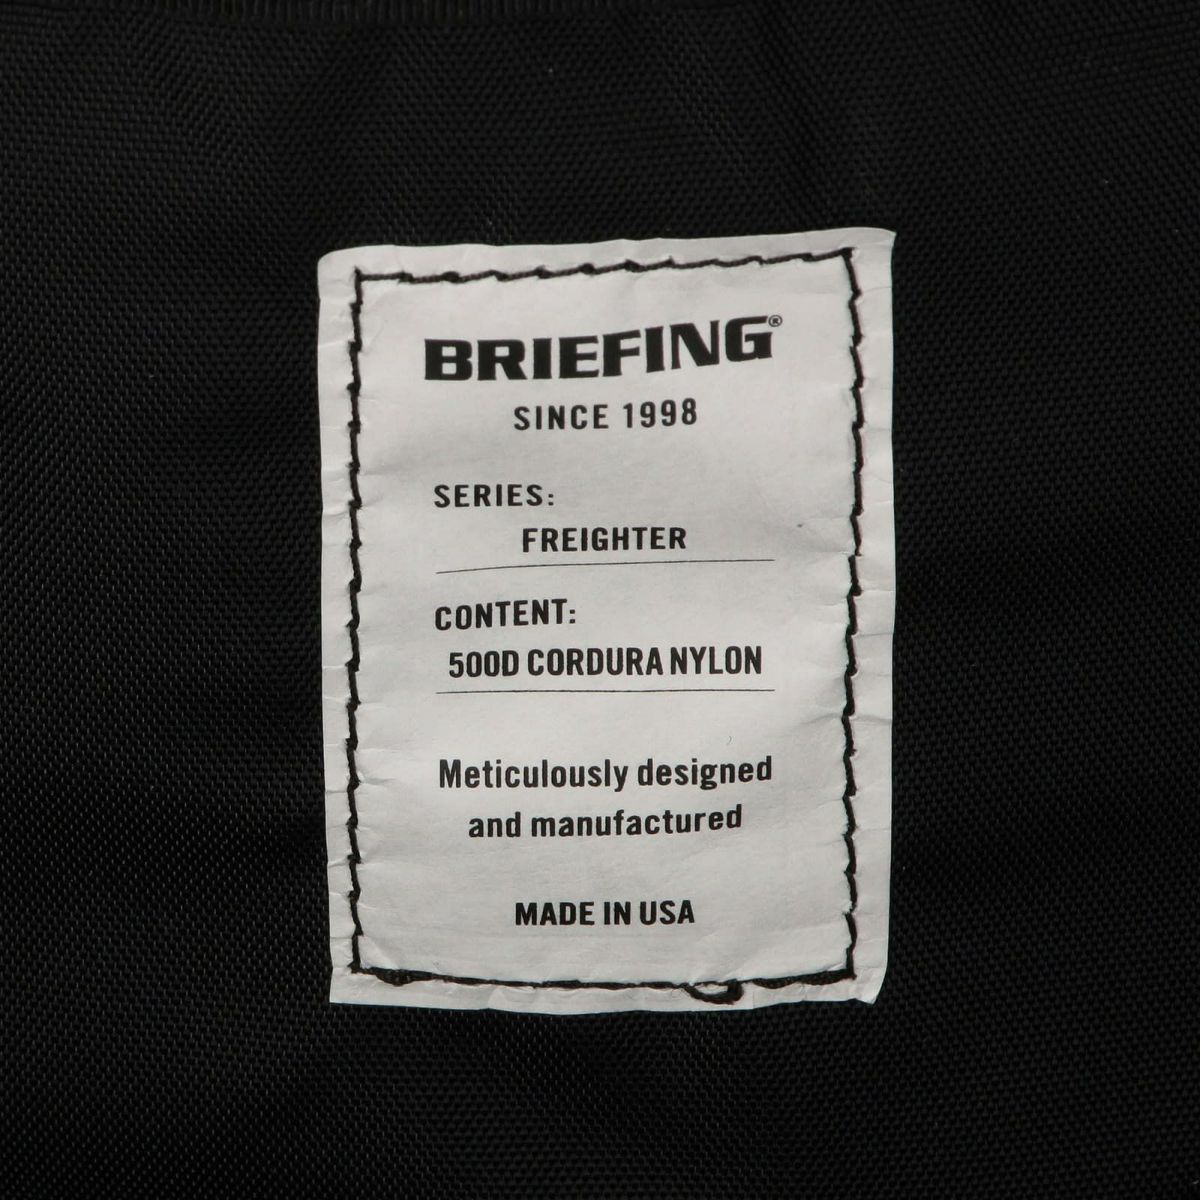 BRIEFING®
SINCE 1998
SERIES:
FREIGHTER
CONTENT:
500D CORDURA NYLON
Meticulously designed
and manufactured
MADE IN USA